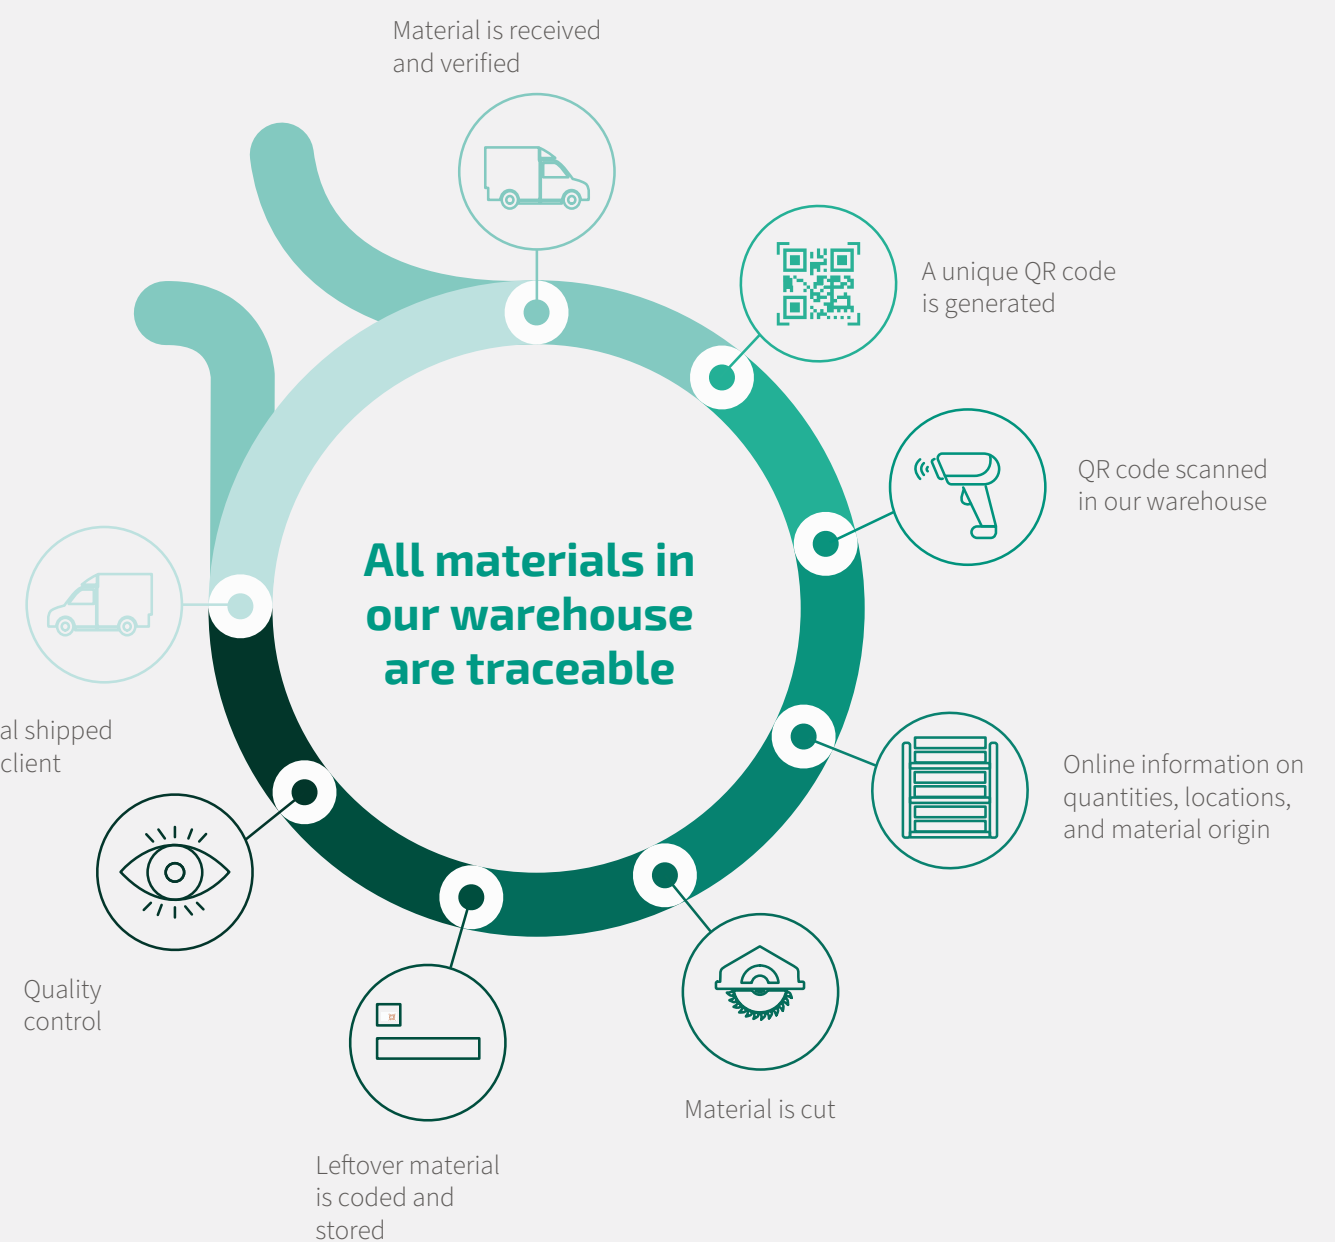 Material is received
and verified
A unique QR code
is generated
QR code scanned
in our warehouse
All materials in
our warehouse
are traceable
Online information on
quantities, locations,
and material origin
Material is cut
Leftover material
is coded and
stored
Quality
control
shipped
client